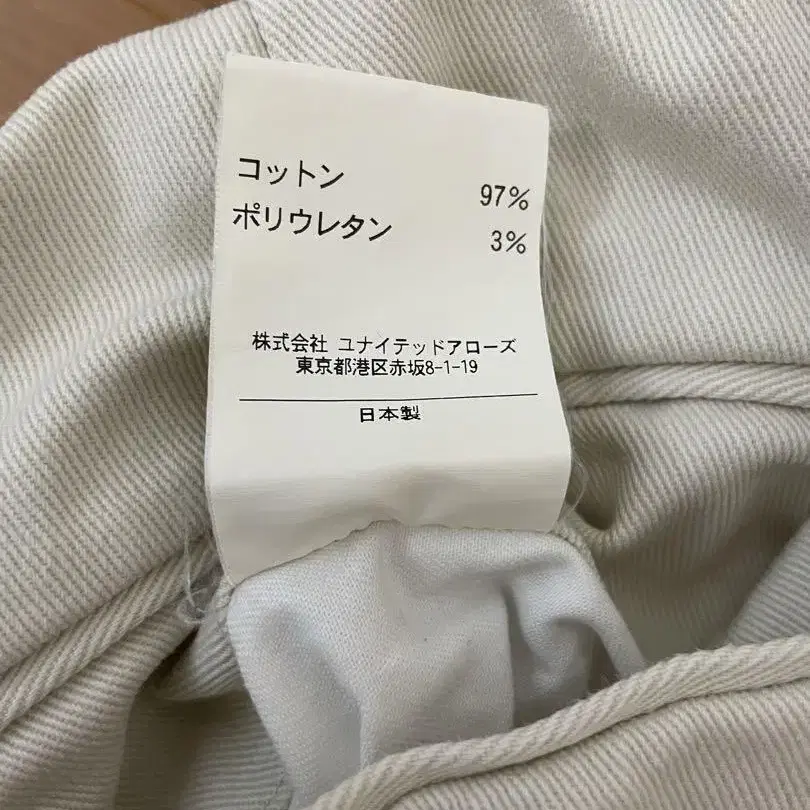 コットン 97%
ポリウレタン 3%
株式会社 ユナイテッドアローズ
東京都港区赤坂8-1-19
日本製